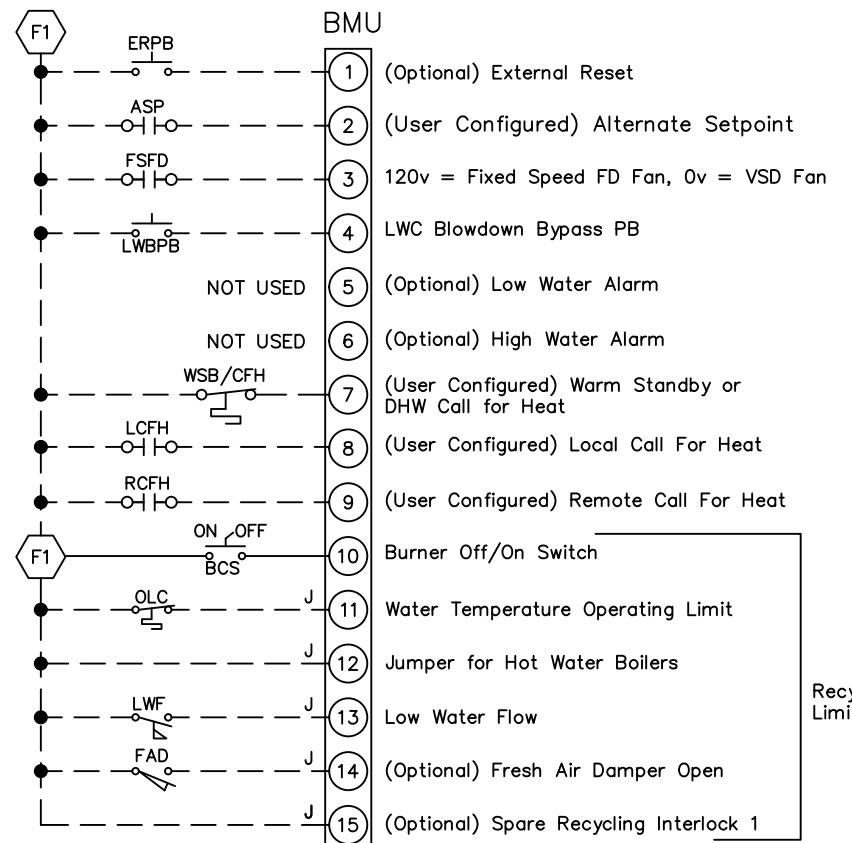 F1
BMU
ERPB
1
(Optional) External Reset
ASP
2
(User Configured) Alternate Setpoint
FSFD
3
120v = Fixed Speed FD Fan, 0v = VSD Fan
4
LWC Blowdown Bypass PB
LWBPB
NOT USED
5
(Optional) Low Water Alarm
NOT USED
6
(Optional) High Water Alarm
WSB/CFH
7
(User Configured) Warm Standby or
DHW Call for Heat
LCFH
8
(User Configured) Local Call For Heat
RCFH
9
(User Configured) Remote Call For Heat
F1
ON OFF
BCS
10
Burner Off/On Switch
OLC
J
11
Water Temperature Operating Limit
J
12
Jumper for Hot Water Boilers
LWF
J
13
Low Water Flow
Recy
Limi
FAD
J
14
(Optional) Fresh Air Damper Open
J
15
(Optional) Spare Recycling Interlock 1